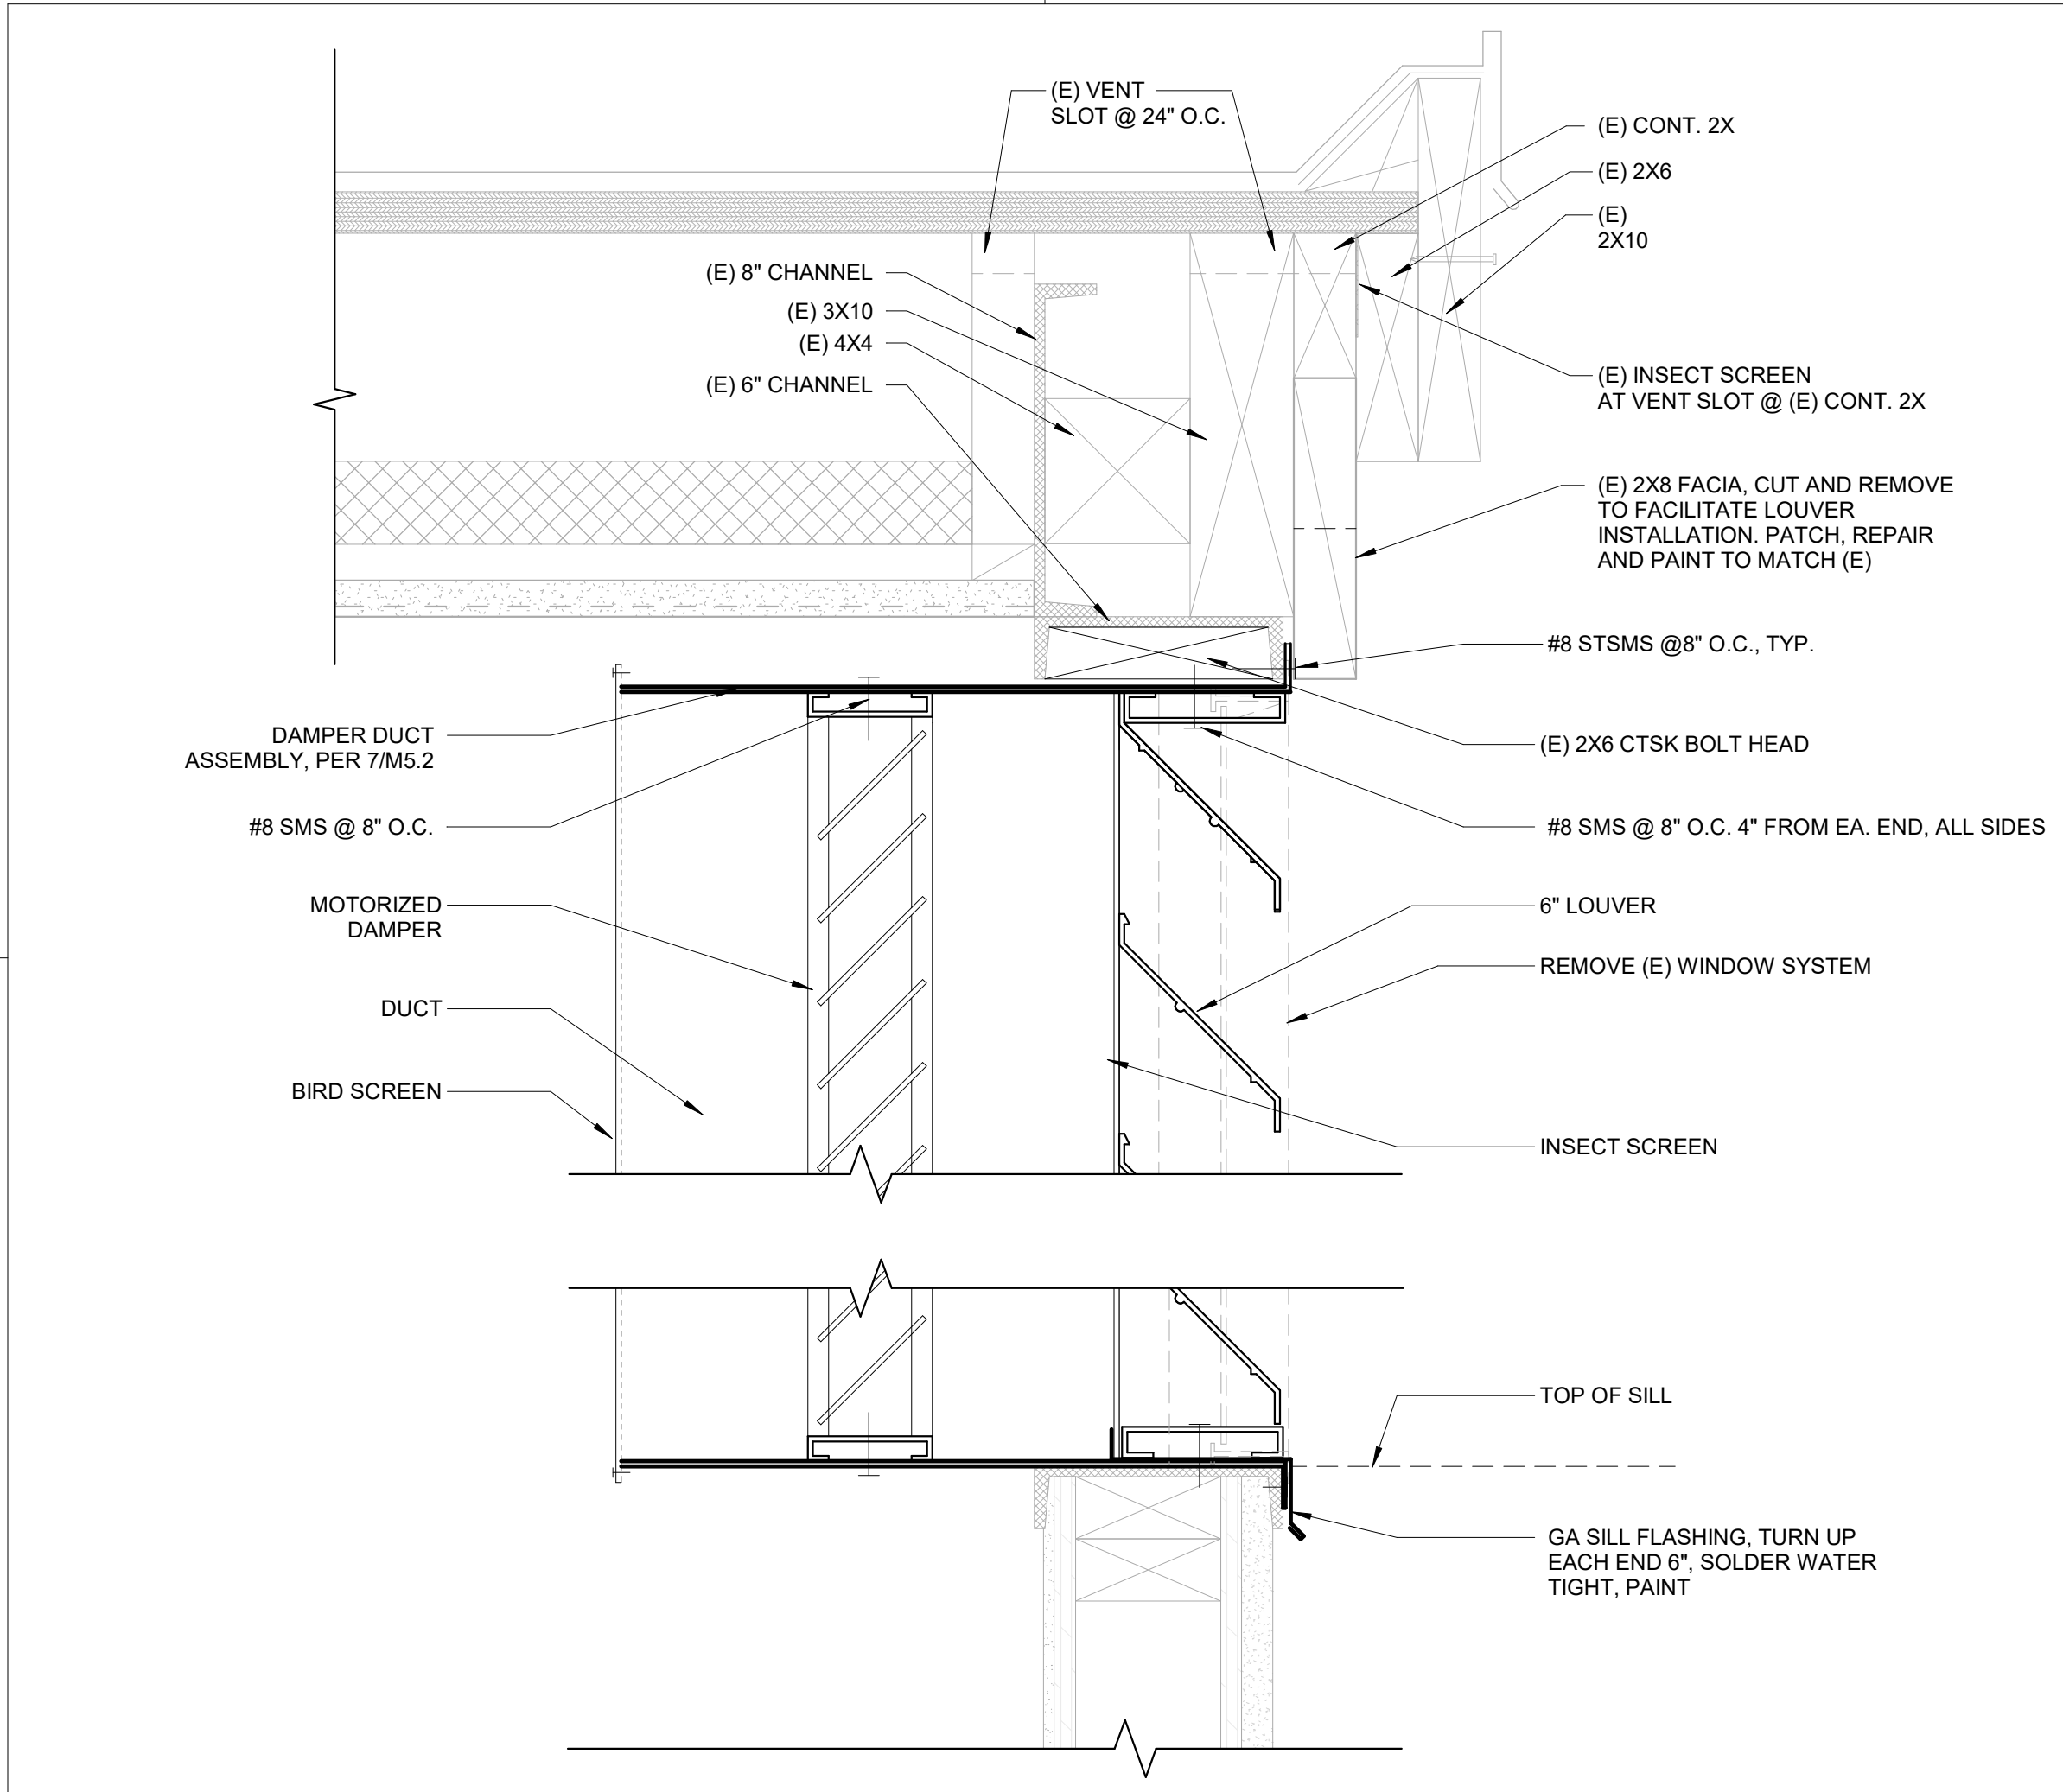 (E) VENT
SLOT @ 24" O.C.
(E) CONT. 2X
(E) 2X6
(E)
2X10
(E) 8" CHANNEL
(E) 3X10
(E) 4X4
(E) 6" CHANNEL
(E) INSECT SCREEN
AT VENT SLOT @ (E) CONT. 2X
(E) 2X8 FACIA, CUT AND REMOVE
TO FACILITATE LOUVER
INSTALLATION. PATCH, REPAIR
AND PAINT TO MATCH (E)
#8 STSMS @8" O.C., TYP.
DAMPER DUCT
ASSEMBLY, PER 7/M5.2
(E) 2X6 CTSK BOLT HEAD
#8 SMS @ 8" O.C.
#8 SMS @ 8" O.C. 4" FROM EA. END, ALL SIDES
MOTORIZED
DAMPER
6" LOUVER
REMOVE (E) WINDOW SYSTEM
DUCT
BIRD SCREEN
INSECT SCREEN
TOP OF SILL
GA SILL FLASHING, TURN UP
EACH END 6", SOLDER WATER
TIGHT, PAINT